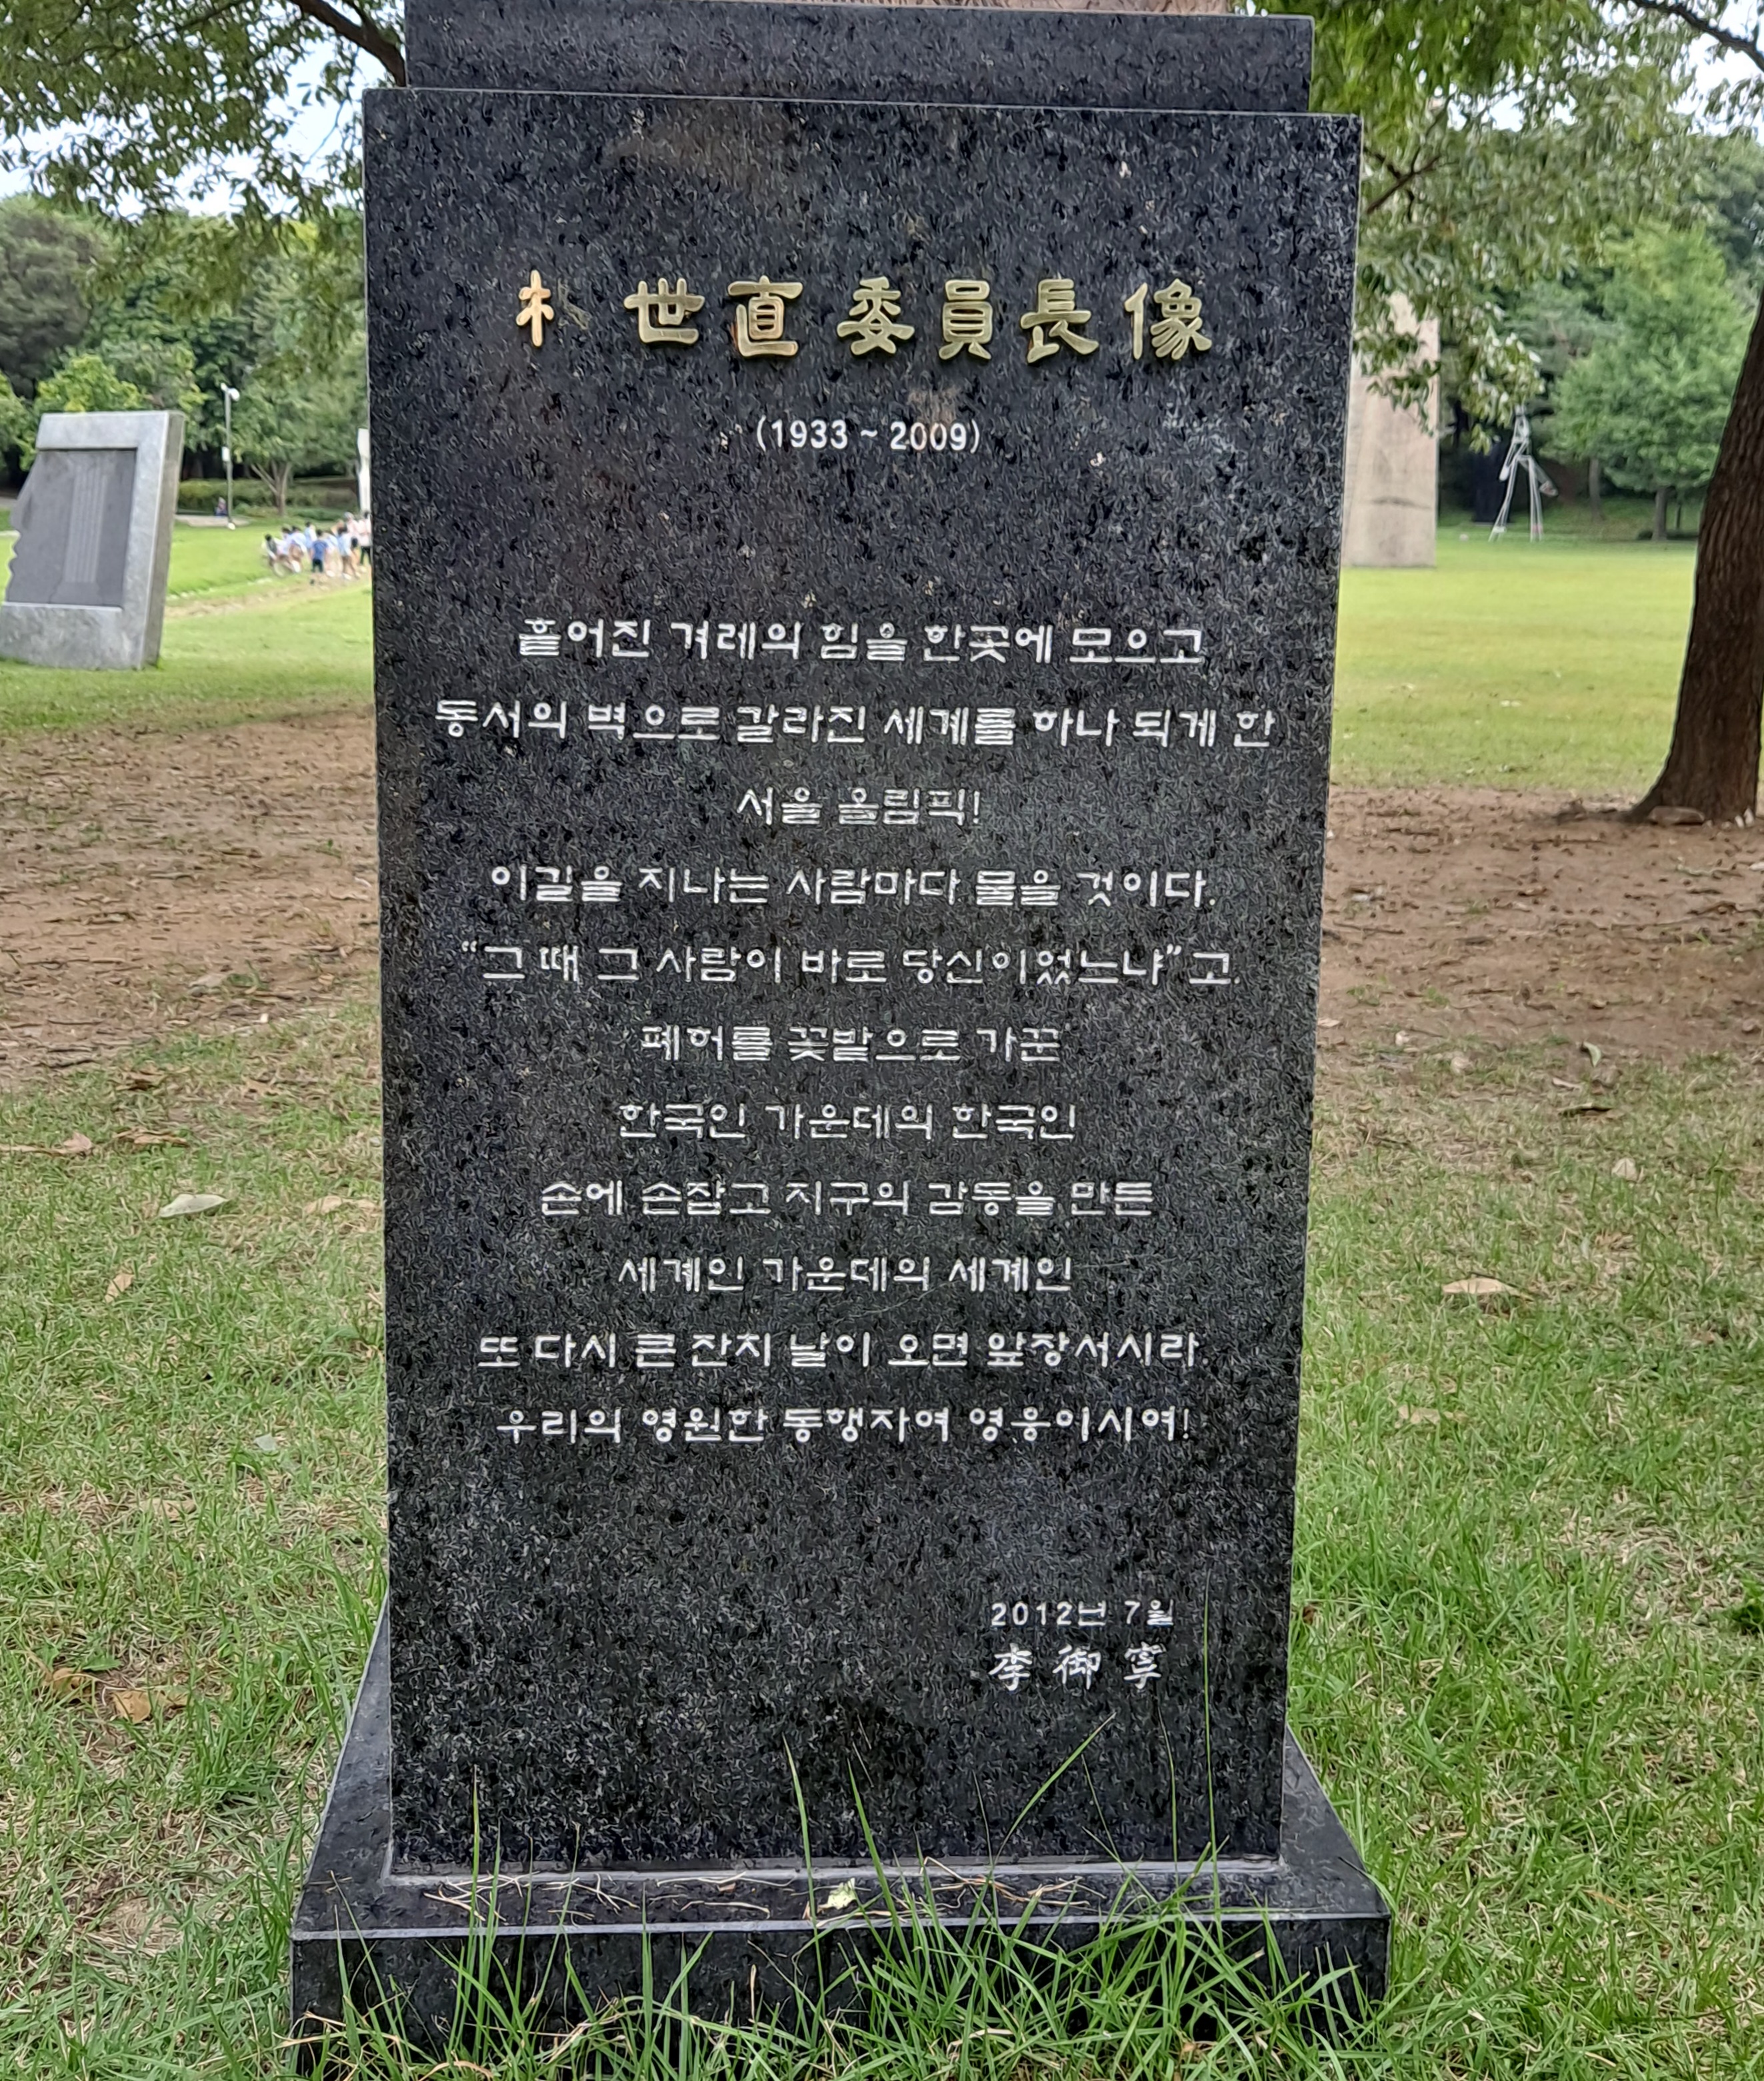 朴 世直 委員長 像
(1933 ~ 2009)
흩어진 겨레의 힘을 한곳에 모으고
동서의 벽으로 갈라진 세계를 하나 되게 한
서울 올림픽!
이길을 지나는 사람마다 물을 것이다.
“그 때 그 사람이 바로 당신이었느냐”고.
폐허를 꽃밭으로 가꾼
한국인 가운데의 한국인
손에 손잡고 지구의 감동을 만든
세계인 가운데의 세계인
또 다시 큰 잔치 날이 오면 앞장서시라.
우리의 영원한 동행자여 영웅이시여!
2012년 7월
李 御 寧